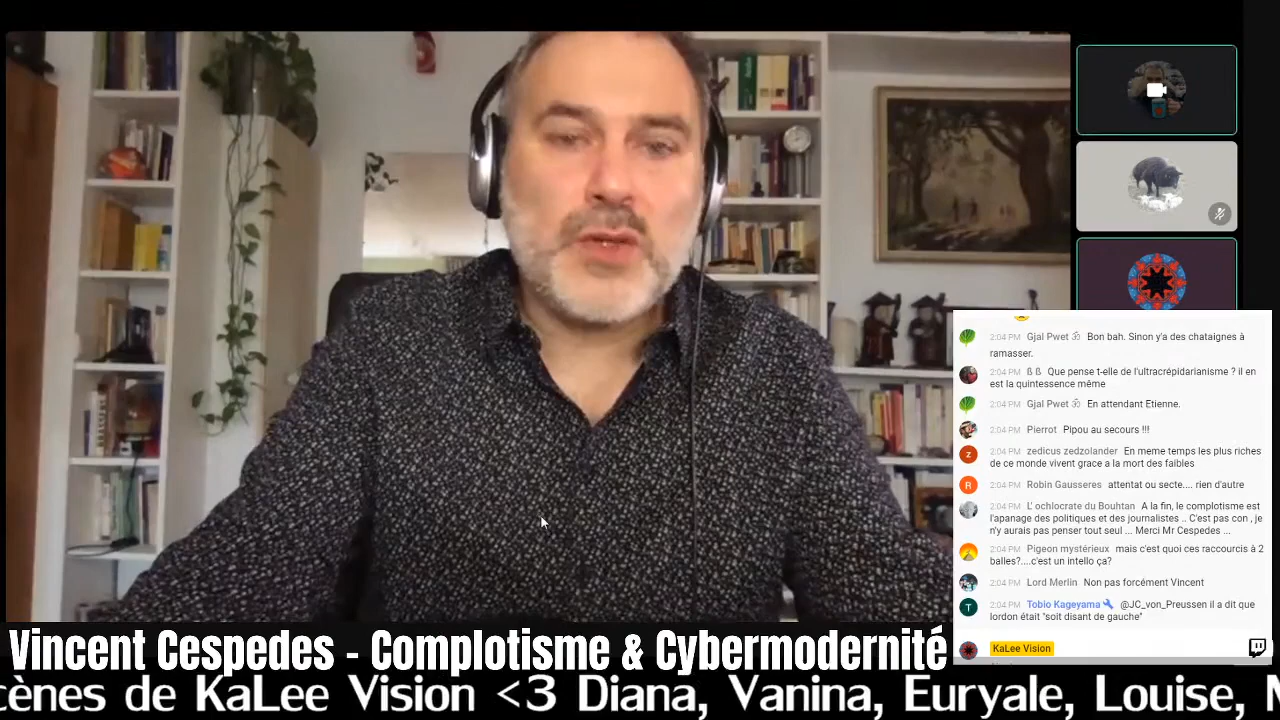 2:04 PM Gjal Pwet ॐ Bon bah. Sinon y'a des chataignes à
ramasser.
2:04 PM ß ß Que pense t-elle de l'ultracrépidarianisme ? il en
est la quintessence même
2:04 PM Gjal Pwet ॐ En attendant Etienne.
2:04 PM Pierrot Pipou au secours !!!
2:04 PM zedicus zedzolander En meme temps les plus riches
de ce monde vivent grace a la mort des faibles
2:04 PM Robin Gausseres attentat ou secte.... rien d'autre
2:04 PM L' ochlocrate du Bouhtan A la fin, le complotisme est
l'apanage des politiques et des journalistes .. C'est pas con , je
n'y aurais pas penser tout seul ... Merci Mr Cespedes ...
2:04 PM Pigeon mystérieux mais c'est quoi ces raccourcis à 2
balles?....c'est un intello ça?
2:04 PM Lord Merlin Non pas forcément Vincent
2:04 PM Tobio Kageyama @JC_von_Preussen il a dit que
lordon était "soit disant de gauche"
KaLee Vision
Vincent Cespedes - Complotisme & Cybermodernité
cènes de KaLee Vision <3 Diana, Vanina, Euryale, Louise,